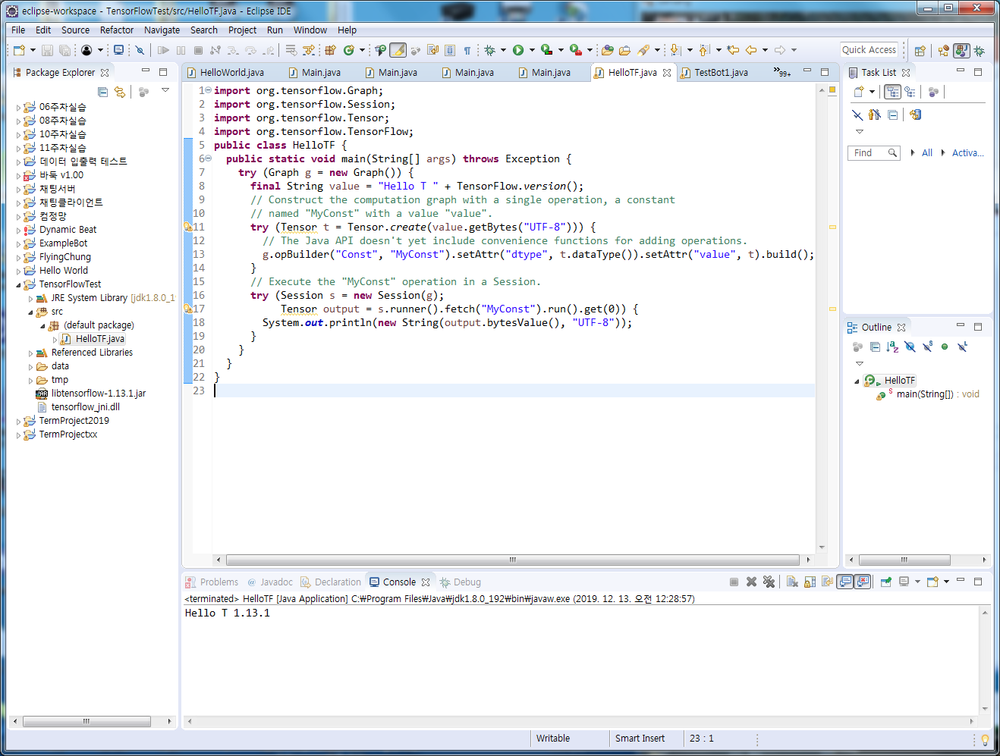 eclipse-workspace - TensorFlowTest/src/HelloTF.java - Eclipse IDE
File Edit Source Refactor Navigate Search Project Run Window Help
Quick Access
Package Explorer
06주차실습
08주차실습
10주차실습
11주차실습
데이터 입출력 테스트
바둑 v1.00
채팅서버
채팅클라이언트
컴정망
Dynamic Beat
ExampleBot
FlyingChung
Hello World
TensorFlowTest
JRE System Library [jdk1.8.0_1
src
(default package)
HelloTF.java
Referenced Libraries
data
tmp
libtensorflow-1.13.1.jar
tensorflow_jni.dll
TermProject2019
TermProjectxx
HelloWorld.java Main.java Main.java Main.java Main.java HelloTF.java TestBot1.java »99+
1 import org.tensorflow.Graph;
2 import org.tensorflow.Session;
3 import org.tensorflow.Tensor;
4 import org.tensorflow.TensorFlow;
5 public class HelloTF {
6 public static void main(String[] args) throws Exception {
7 try (Graph g = new Graph()) {
8 final String value = "Hello T " + TensorFlow.version();
9 // Construct the computation graph with a single operation, a constant
10 // named "MyConst" with a value "value".
11 try (Tensor t = Tensor.create(value.getBytes("UTF-8"))) {
12 // The Java API doesn't yet include convenience functions for adding operations.
13 g.opBuilder("Const", "MyConst").setAttr("dtype", t.dataType()).setAttr("value", t).build();
14 }
15 // Execute the "MyConst" operation in a Session.
16 try (Session s = new Session(g);
17 Tensor output = s.runner().fetch("MyConst").run().get(0)) {
18 System.out.println(new String(output.bytesValue(), "UTF-8"));
19 }
20 }
21 }
22 }
23
Task List
Find All Activa...
Outline
HelloTF
main(String[]) : void
Problems Javadoc Declaration Console Debug
<terminated> HelloTF [Java Application] C:₩Program Files₩Java₩jdk1.8.0_192₩bin₩javaw.exe (2019. 12. 13. 오전 12:28:57)
Hello T 1.13.1
Writable Smart Insert 23 : 1